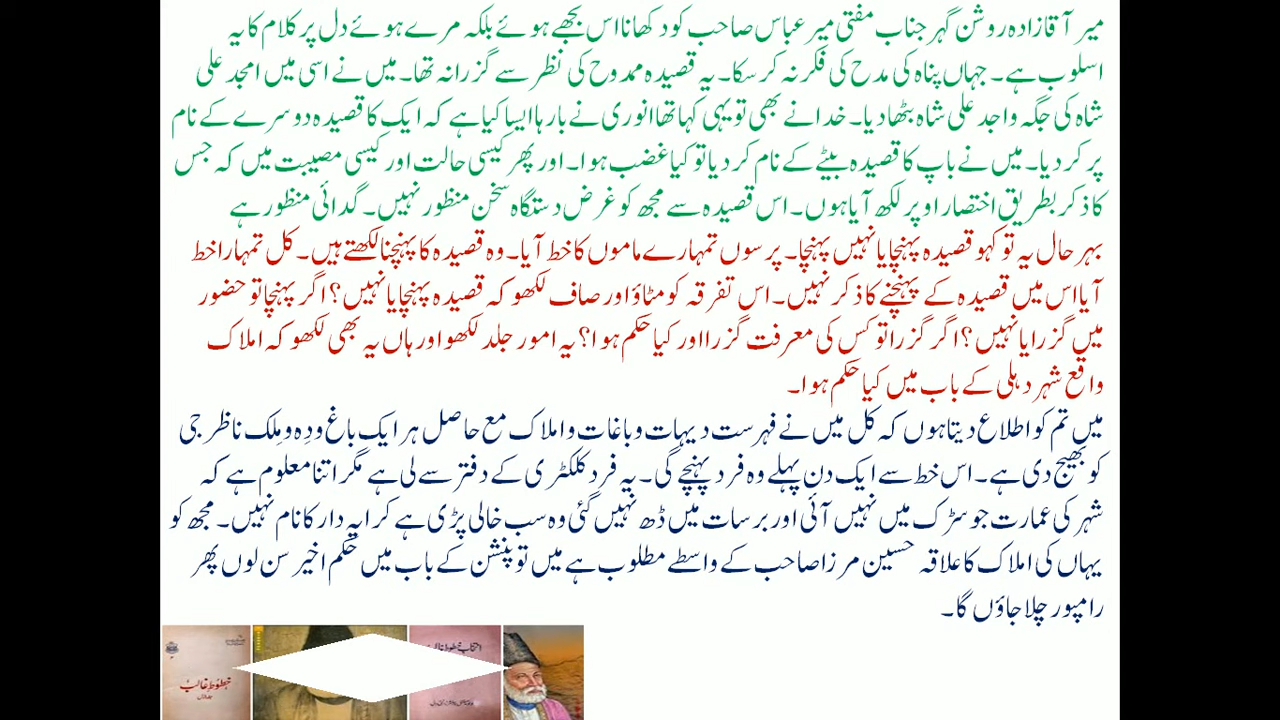 میر آقازادہ روشن گہر جناب مفتی میر عباس صاحب کو دکھانا اس بجھے ہوئے بلکہ مرے ہوئے دل پر کلام کا یہ
اسلوب ہے۔ جہاں پناہ کی مدح کی فکر نہ کر سکا۔ یہ قصیدہ ممدوح کی نظر سے گزرا نہ تھا۔ میں نے اسی میں امجد علی
شاہ کی جگہ واجد علی شاہ بٹھا دیا۔ خدا نے بھی تو یہی کہا تھا انوری نے بارہا ایسا کیا ہے کہ ایک کا قصیدہ دوسرے کے نام
پر کر دیا۔ میں نے باپ کا قصیدہ بیٹے کے نام کر دیا تو کیا غضب ہوا۔ اور پھر کیسی حالت اور کیسی مصیبت میں کہ جس
کا ذکر بطریق اختصار اوپر لکھ آیا ہوں۔ اس قصیدہ سے مجھ کو غرض دستگاہ سخن منظور نہیں۔ گدائی منظور ہے
بہر حال یہ تو کہو قصیدہ پہنچا یا نہیں پہنچا۔ پرسوں تمہارے ماموں کا خط آیا۔ وہ قصیدہ کا پہنچنا لکھتے ہیں۔ کل تمہارا خط
آیا اس میں قصیدہ کے پہنچنے کا ذکر نہیں۔ اس تفرقہ کو مٹاؤ اور صاف لکھو کہ قصیدہ پہنچا یا نہیں؟ اگر پہنچا تو حضور
میں گزرا یا نہیں؟ اگر گزرا تو کس کی معرفت گزرا اور کیا حکم ہوا؟ یہ امور جلد لکھو اور ہاں یہ بھی لکھو کہ املاک
واقع شہر دہلی کے باب میں کیا حکم ہوا۔
میں تم کو اطلاع دیتا ہوں کہ کل میں نے فہرست دیہات و باغات و املاک مع حاصل ہر ایک باغ و دِہ و مِلک ناظر جی
کو بھیج دی ہے۔ اس خط سے ایک دن پہلے وہ فرد پہنچے گی۔ یہ فرد کلکٹری کے دفتر سے لی ہے مگر اتنا معلوم ہے کہ
شہر کی عمارت جو سڑک میں نہیں آئی اور برسات میں ڈھ نہیں گئی وہ سب خالی پڑی ہے کرایہ دار کا نام نہیں۔ مجھ کو
یہاں کی املاک کا علاقہ حسین مرزا صاحب کے واسطے مطلوب ہے میں تو پنشن کے باب میں حکم اخیر سن لوں پھر
رامپور چلا جاؤں گا۔
خطوط غالب
انتخاب خطوط